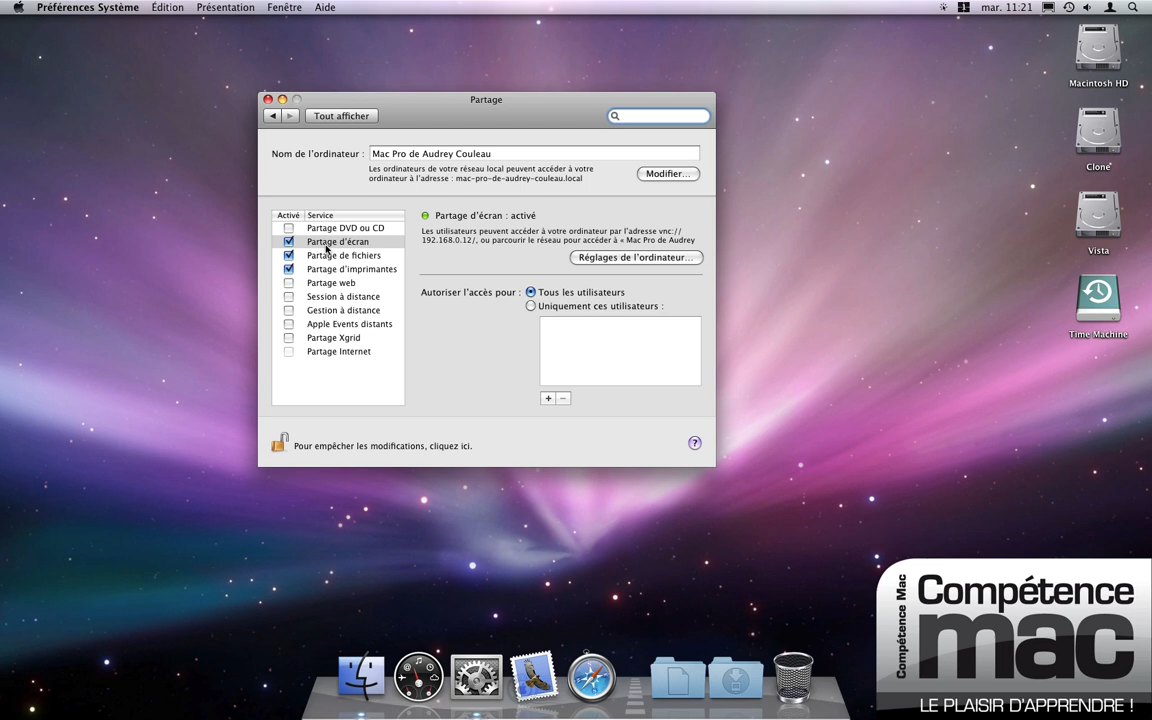 Préférences Système Édition Présentation Fenêtre Aide
mar. 11:21
Macintosh HD
Clone
Vista
Time Machine
Partage
Tout afficher
Nom de l'ordinateur : Mac Pro de Audrey Couleau
Les ordinateurs de votre réseau local peuvent accéder à votre
ordinateur à l'adresse : mac-pro-de-audrey-couleau.local
Modifier...
Activé Service
Partage DVD ou CD
Partage d'écran
Partage de fichiers
Partage d'imprimantes
Partage web
Session à distance
Gestion à distance
Apple Events distants
Partage Xgrid
Partage Internet
Partage d'écran : activé
Les utilisateurs peuvent accéder à votre ordinateur par l'adresse vnc://
192.168.0.12/, ou parcourir le réseau pour accéder à « Mac Pro de Audrey
Réglages de l'ordinateur...
Autoriser l'accès pour : Tous les utilisateurs
Uniquement ces utilisateurs :
+ −
Pour empêcher les modifications, cliquez ici.
?
Compétence Mac
Compétence
mac
LE PLAISIR D'APPRENDRE !